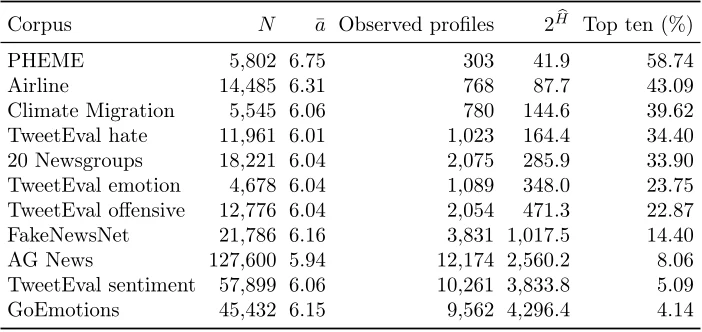 Corpus N ā Observed profiles 2^Ĥ Top ten (%)
PHEME 5,802 6.75 303 41.9 58.74
Airline 14,485 6.31 768 87.7 43.09
Climate Migration 5,545 6.06 780 144.6 39.62
TweetEval hate 11,961 6.01 1,023 164.4 34.40
20 Newsgroups 18,221 6.04 2,075 285.9 33.90
TweetEval emotion 4,678 6.04 1,089 348.0 23.75
TweetEval offensive 12,776 6.04 2,054 471.3 22.87
FakeNewsNet 21,786 6.16 3,831 1,017.5 14.40
AG News 127,600 5.94 12,174 2,560.2 8.06
TweetEval sentiment 57,899 6.06 10,261 3,833.8 5.09
GoEmotions 45,432 6.15 9,562 4,296.4 4.14